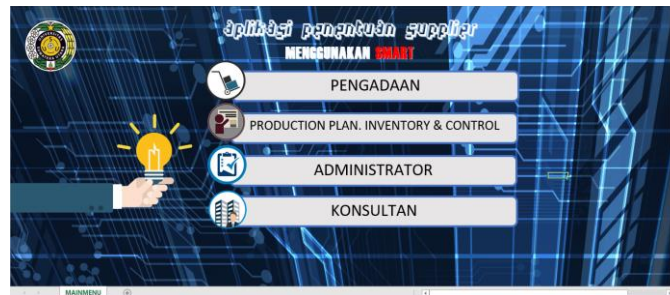 aplikasi penentuan supplier
MENGGUNAKAN SMART
PENGADAAN
PRODUCTION PLAN. INVENTORY & CONTROL
ADMINISTRATOR
KONSULTAN
MAINMENU